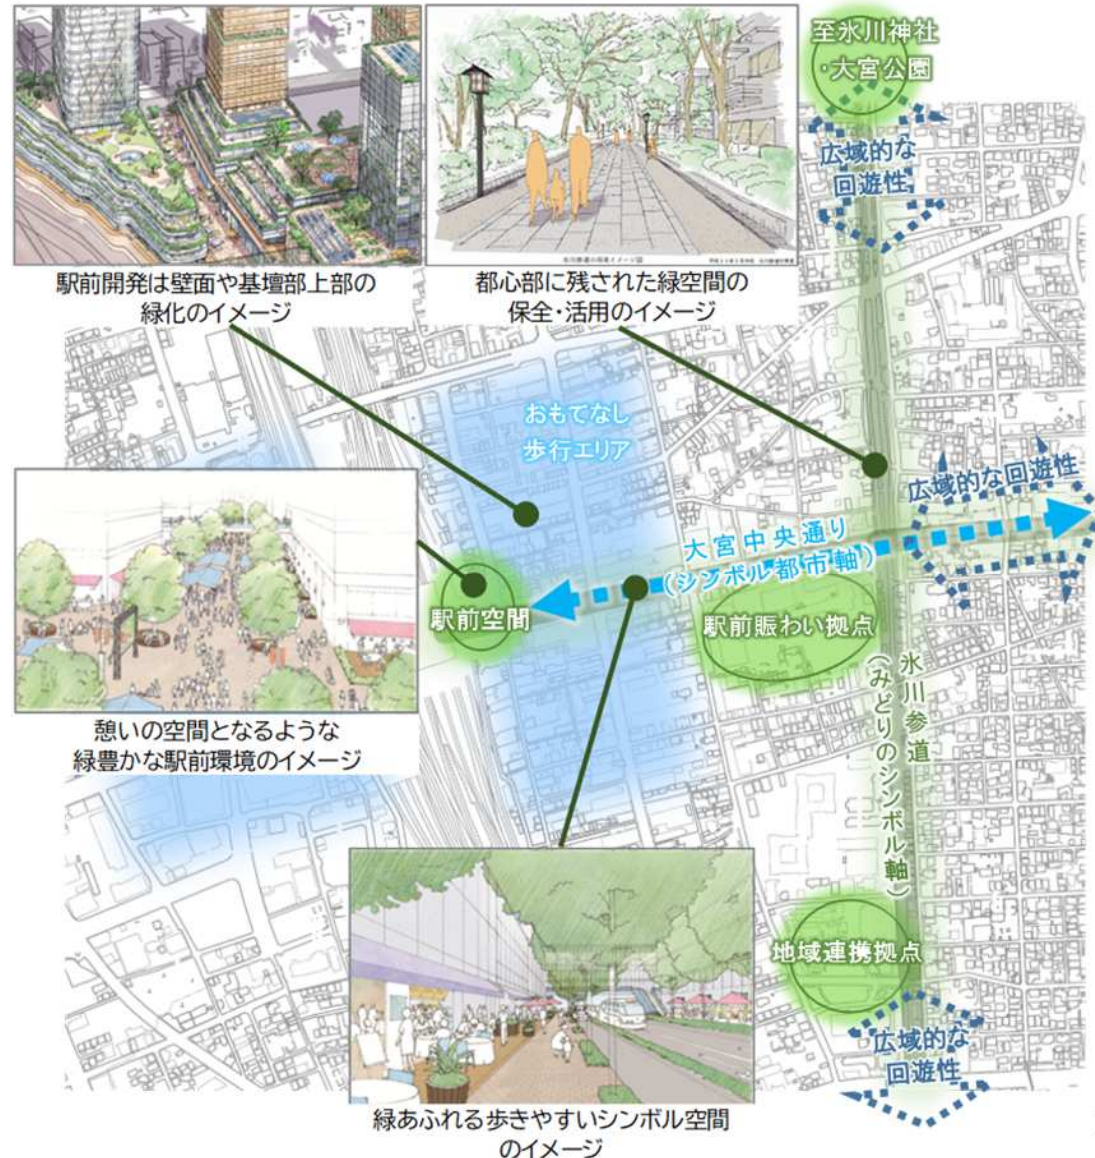 至氷川神社
・大宮公園
広域的な
回遊性
駅前開発は壁面や基壇部上部の
緑化のイメージ
都心部に残された緑空間の
保全・活用のイメージ
おもてなし
歩行エリア
広域的な回遊性
大宮中央通り
(シンボル都市軸)
駅前空間
駅前賑わい拠点
氷川参道
(みどりのシンボル軸)
憩いの空間となるような
緑豊かな駅前環境のイメージ
地域連携拠点
広域的な
回遊性
緑あふれる歩きやすいシンボル空間
のイメージ